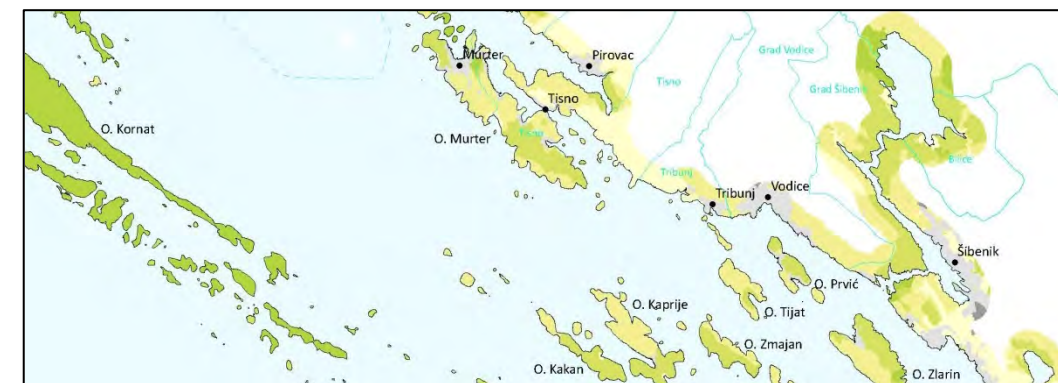 Murter
Pirovac
Grad Vodice
Tisno
Grad Šibenik
Tisno
O. Kornat
O. Murter
Tisno
Bilice
Tribunj
Tribunj
Vodice
Šibenik
O. Prvić
O. Kaprije
O. Tijat
O. Zmajan
O. Kakan
O. Zlarin